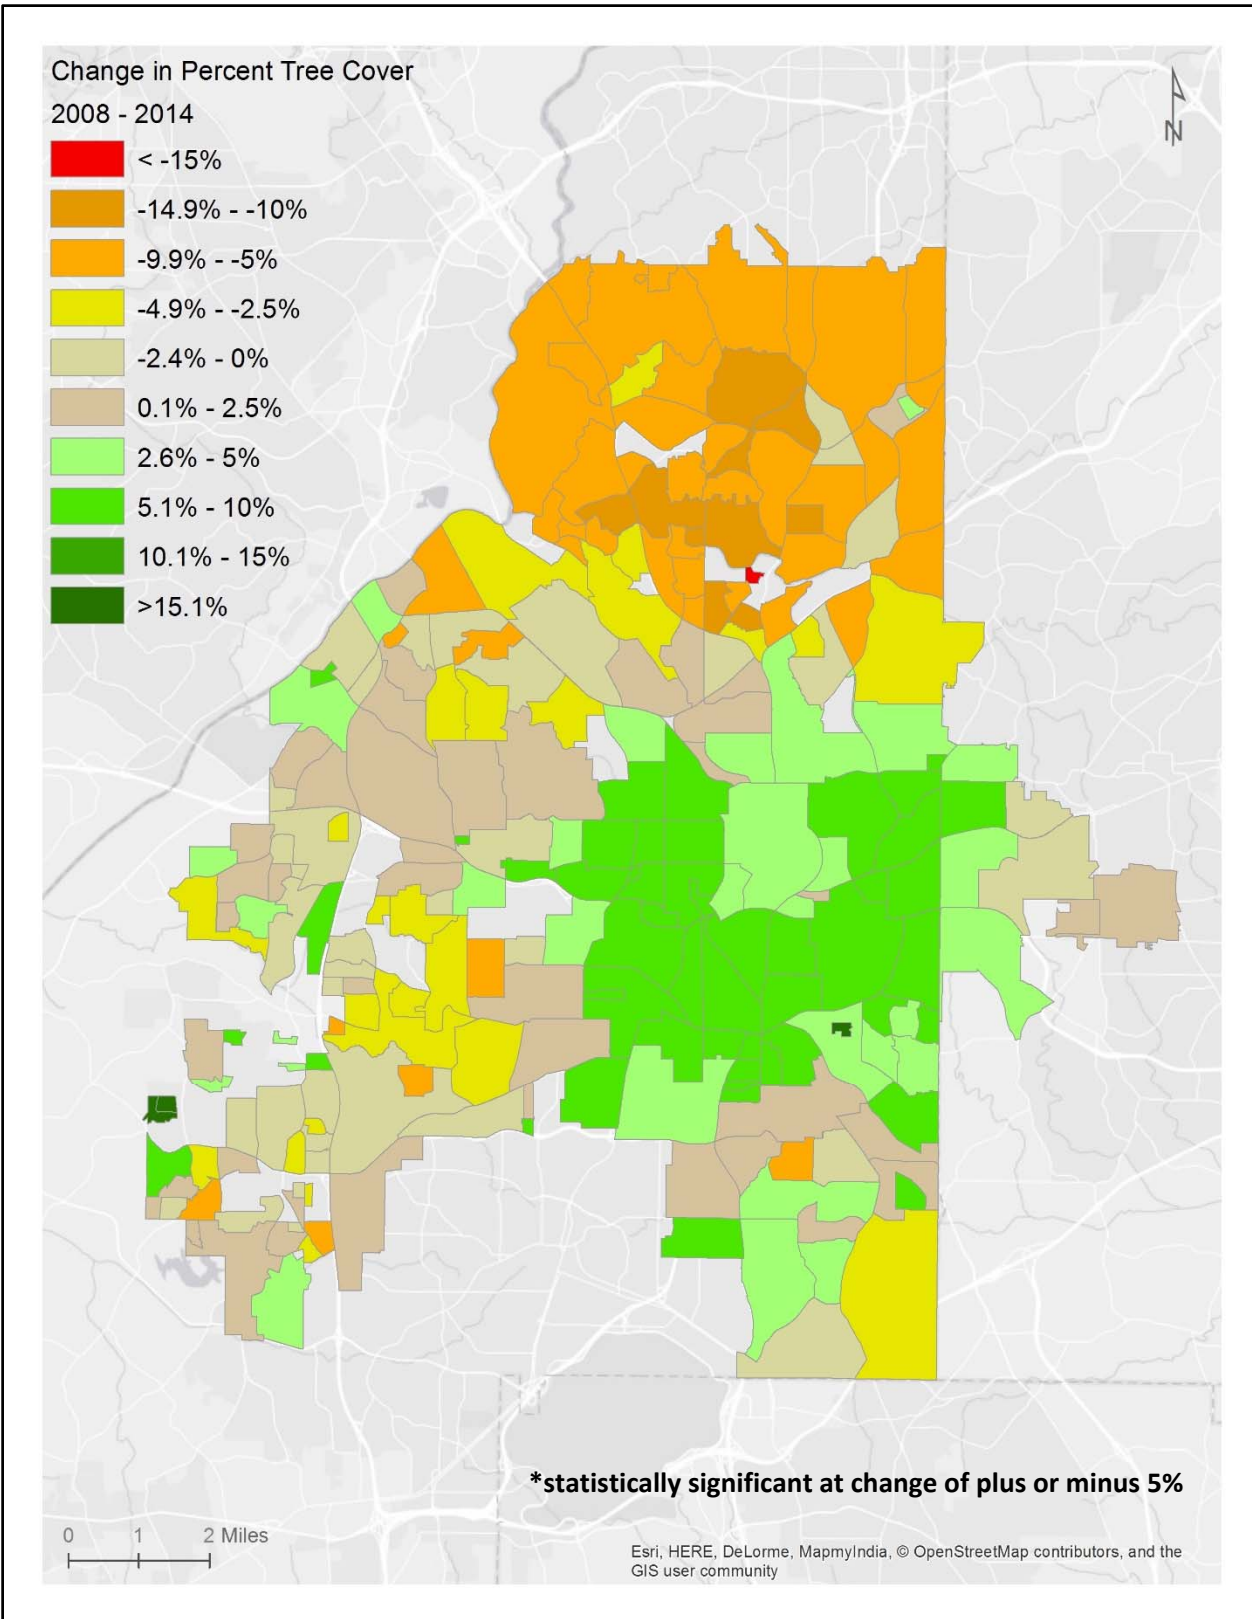 Change in Percent Tree Cover
2008 - 2014
< -15%
-14.9% - -10%
-9.9% - -5%
-4.9% - -2.5%
-2.4% - 0%
0.1% - 2.5%
2.6% - 5%
5.1% - 10%
10.1% - 15%
>15.1%
N
*statistically significant at change of plus or minus 5%
0 1 2 Miles
Esri, HERE, DeLorme, MapmyIndia, © OpenStreetMap contributors, and the
GIS user community